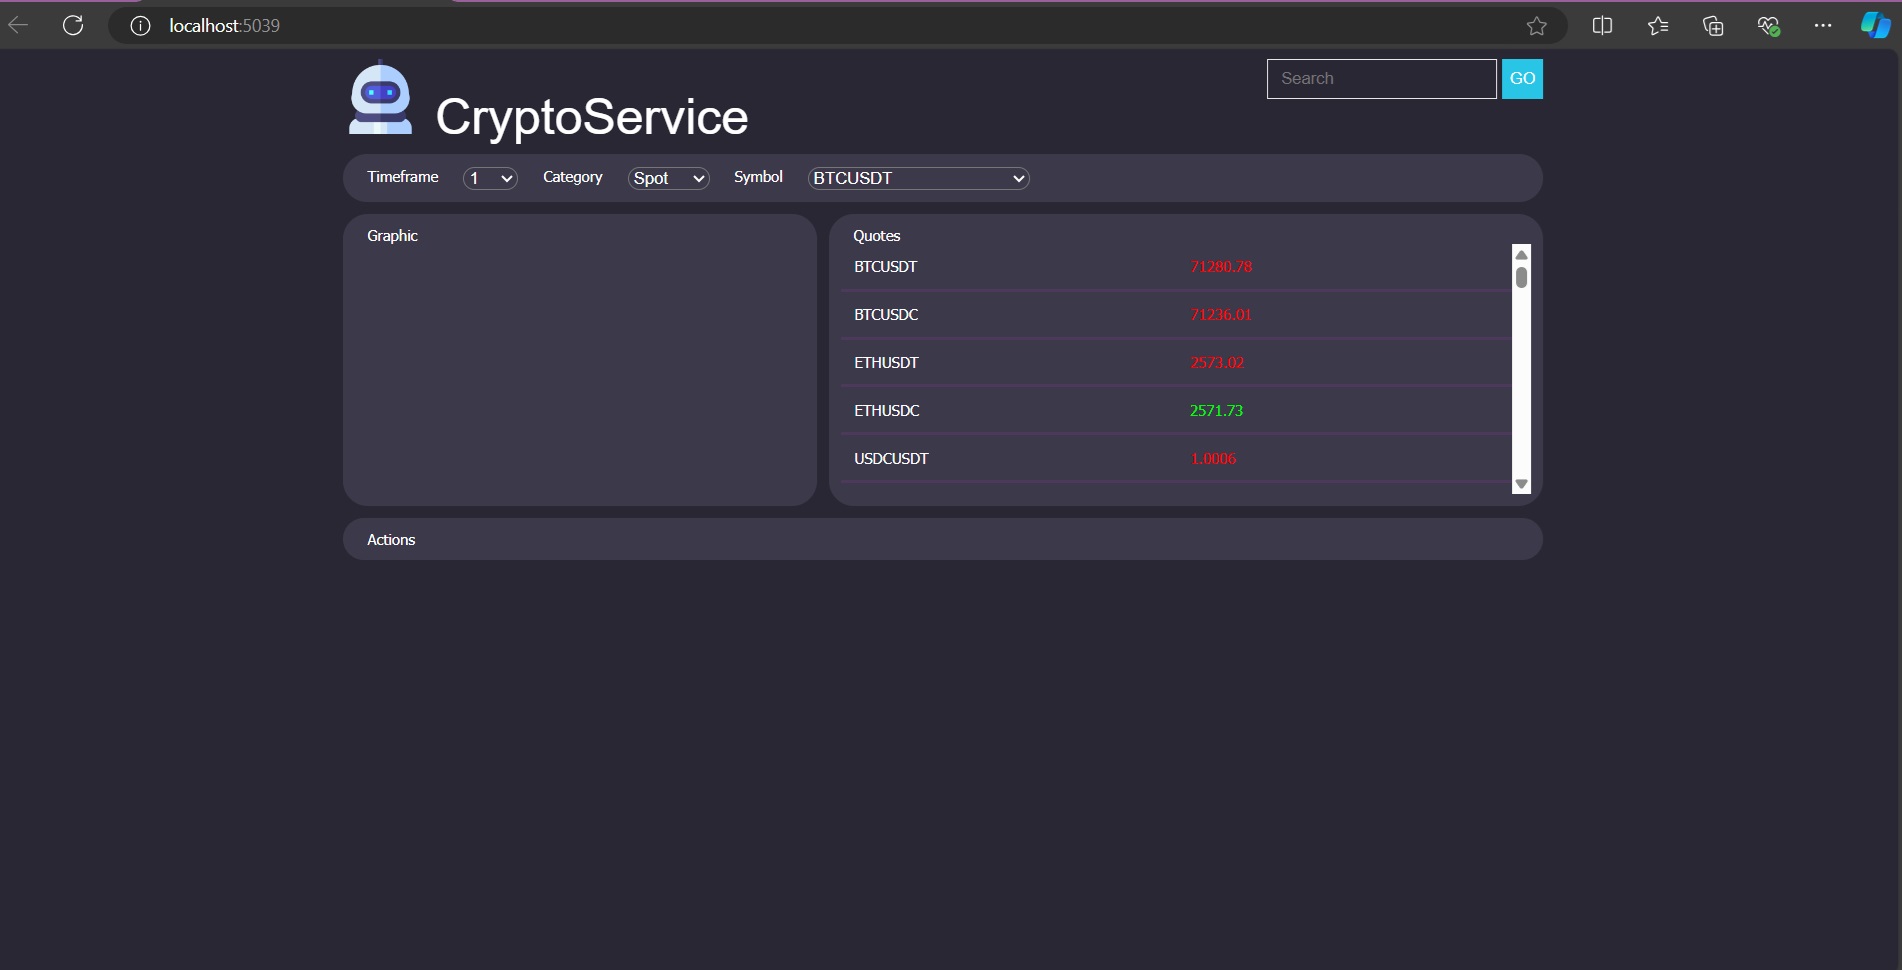 localhost:5039
CryptoService
Search GO
Timeframe 1 Category Spot Symbol BTCUSDT
Graphic
Quotes
BTCUSDT 71280.78
BTCUSDC 71236.01
ETHUSDT 2573.02
ETHUSDC 2571.73
USDCUSDT 1.0006
Actions